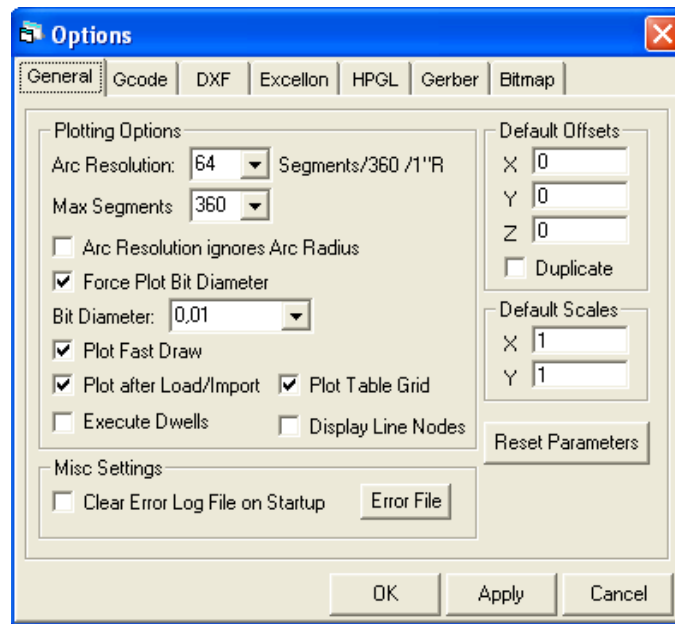 Options
General Gcode DXF Excellon HPGL Gerber Bitmap
Plotting Options
Arc Resolution: 64 Segments/360 /1"R
Max Segments 360
Arc Resolution ignores Arc Radius
Force Plot Bit Diameter
Bit Diameter: 0,01
Plot Fast Draw
Plot after Load/Import Plot Table Grid
Execute Dwells Display Line Nodes
Misc Settings
Clear Error Log File on Startup Error File
Default Offsets
X 0
Y 0
Z 0
Duplicate
Default Scales
X 1
Y 1
Reset Parameters
OK Apply Cancel